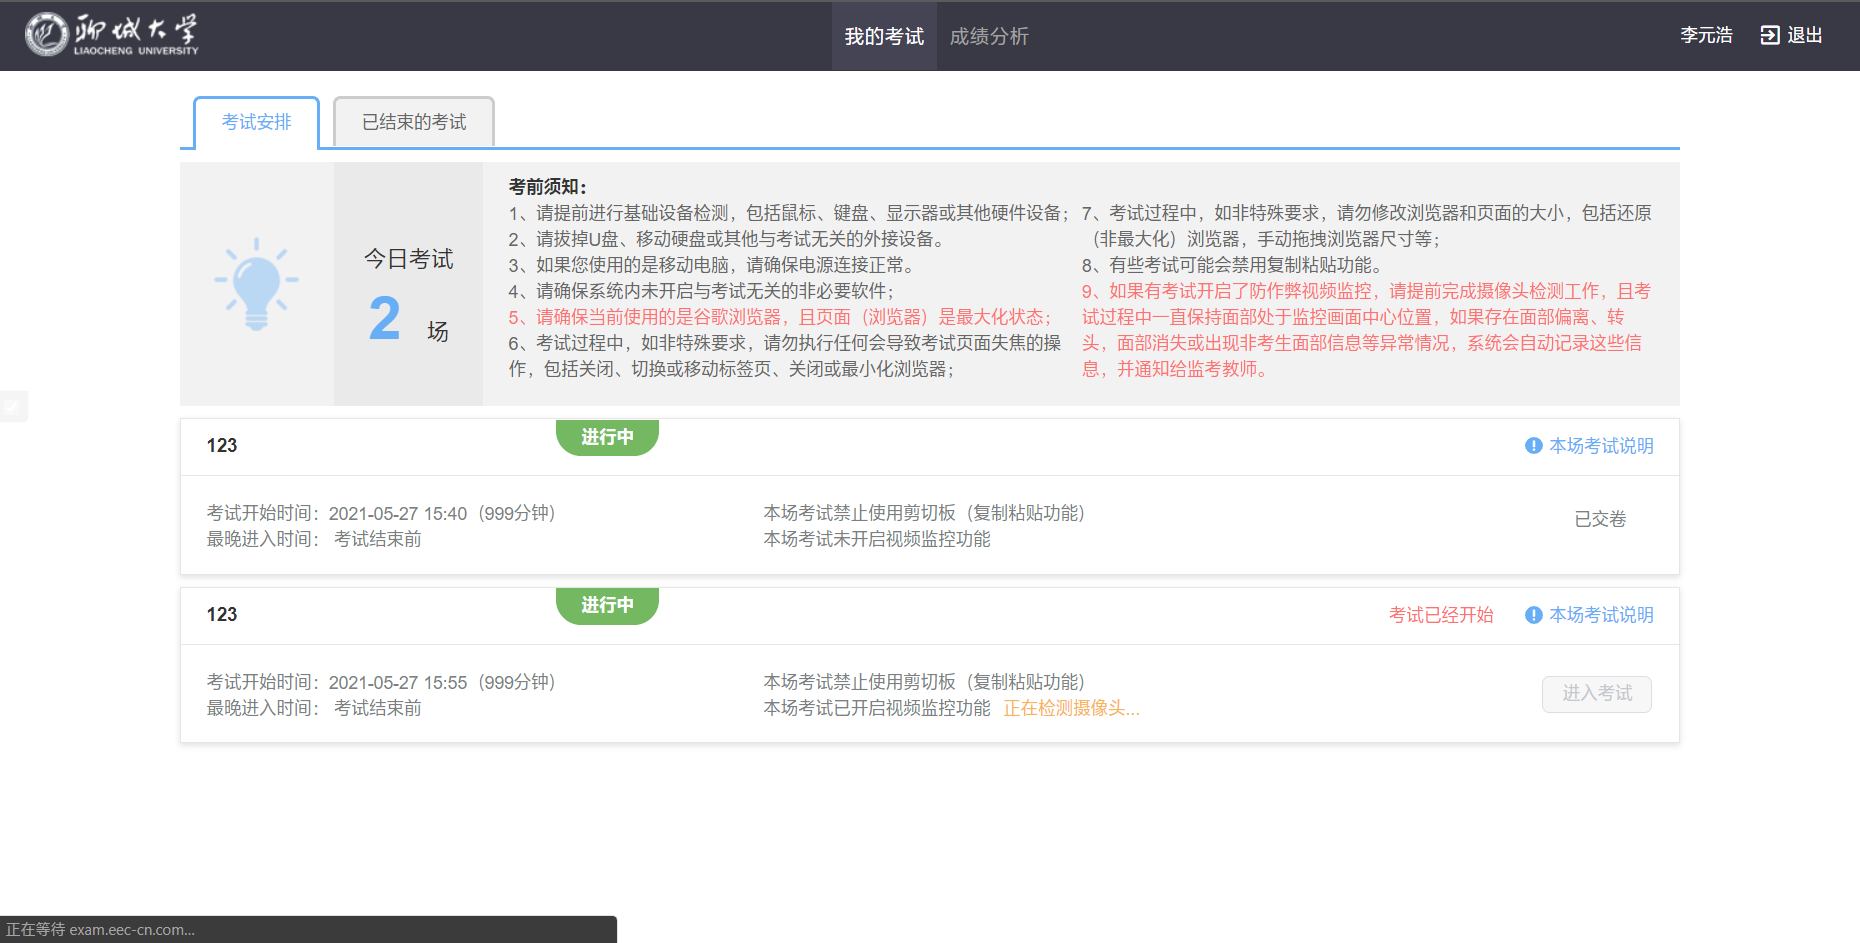 聊城大学
LIAOCHENG UNIVERSITY
我的考试 成绩分析
李元浩 退出
考试安排 已结束的考试
今日考试
2 场
考前须知：
1、请提前进行基础设备检测，包括鼠标、键盘、显示器或其他硬件设备；
2、请拔掉U盘、移动硬盘或其他与考试无关的外接设备。
3、如果您使用的是移动电脑，请确保电源连接正常。
4、请确保系统内未开启与考试无关的非必要软件；
5、请确保当前使用的是谷歌浏览器，且页面（浏览器）是最大化状态；
6、考试过程中，如非特殊要求，请勿执行任何会导致考试页面失焦的操
作，包括关闭、切换或移动标签页、关闭或最小化浏览器；
7、考试过程中，如非特殊要求，请勿修改浏览器和页面的大小，包括还原
（非最大化）浏览器，手动拖拽浏览器尺寸等；
8、有些考试可能会禁用复制粘贴功能。
9、如果有考试开启了防作弊视频监控，请提前完成摄像头检测工作，且考
试过程中一直保持面部处于监控画面中心位置，如果存在面部偏离、转
头，面部消失或出现非考生面部信息等异常情况，系统会自动记录这些信
息，并通知给监考教师。
123 进行中 本场考试说明
考试开始时间：2021-05-27 15:40（999分钟） 本场考试禁止使用剪切板（复制粘贴功能）
最晚进入时间： 考试结束前 本场考试未开启视频监控功能
已交卷
123 进行中 考试已经开始 本场考试说明
考试开始时间：2021-05-27 15:55（999分钟） 本场考试禁止使用剪切板（复制粘贴功能）
最晚进入时间： 考试结束前 本场考试已开启视频监控功能 正在检测摄像头...
进入考试
正在等待 exam.eec-cn.com...